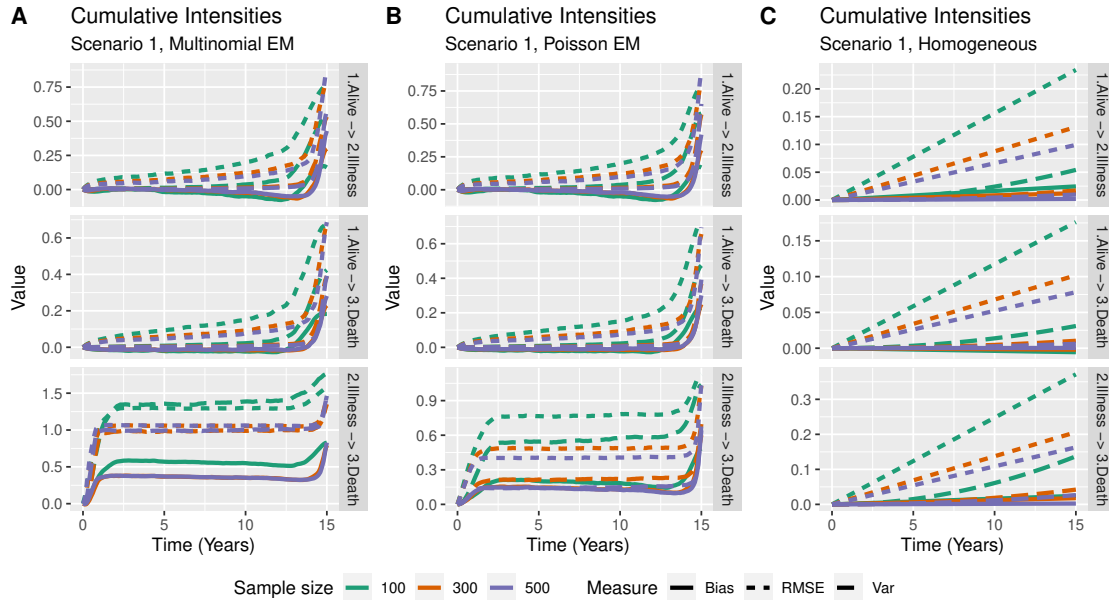 A
Cumulative Intensities
Scenario 1, Multinomial EM
Value
0.75
0.50
0.25
0.00
1.Alive -> 2.Illness
0.6
0.4
0.2
0.0
1.Alive -> 3.Death
1.5
1.0
0.5
0.0
2.Illness -> 3.Death
0
5
10
15
Time (Years)
B
Cumulative Intensities
Scenario 1, Poisson EM
Value
0.75
0.50
0.25
0.00
1.Alive -> 2.Illness
0.6
0.4
0.2
0.0
1.Alive -> 3.Death
0.9
0.6
0.3
0.0
2.Illness -> 3.Death
0
5
10
15
Time (Years)
C
Cumulative Intensities
Scenario 1, Homogeneous
Value
0.20
0.15
0.10
0.05
0.00
1.Alive -> 2.Illness
0.15
0.10
0.05
0.00
1.Alive -> 3.Death
0.3
0.2
0.1
0.0
2.Illness -> 3.Death
0
5
10
15
Time (Years)
Sample size 100 300 500 Measure Bias RMSE Var